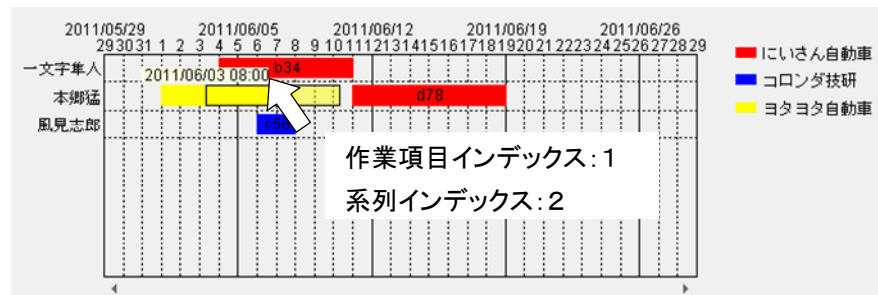 2011/05/29 2011/06/05 2011/06/12 2011/06/19 2011/06/26
29 30 31 1 2 3 4 5 6 7 8 9 10 11 12 13 14 15 16 17 18 19 20 21 22 23 24 25 26 27 28 29
にいさん自動車
コロンダ技研
ヨタヨタ自動車
一文字隼人
b34
2011/06/03 08:00
本郷猛
d78
風見志郎
作業項目インデックス：1
系列インデックス：2